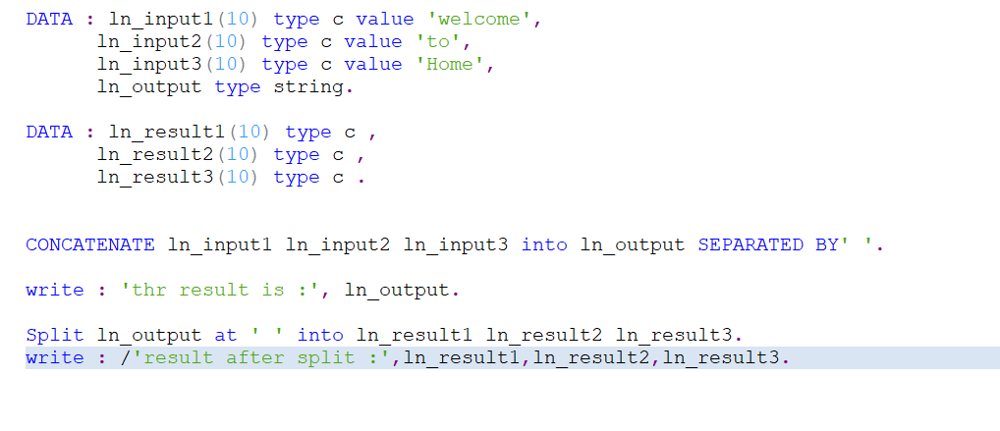 DATA : ln_input1(10) type c value 'welcome',
ln_input2(10) type c value 'to',
ln_input3(10) type c value 'Home',
ln_output type string.
DATA : ln_result1(10) type c ,
ln_result2(10) type c ,
ln_result3(10) type c .
CONCATENATE ln_input1 ln_input2 ln_input3 into ln_output SEPARATED BY' '.
write : 'thr result is :', ln_output.
Split ln_output at ' ' into ln_result1 ln_result2 ln_result3.
write : /'result after split :',ln_result1,ln_result2,ln_result3.